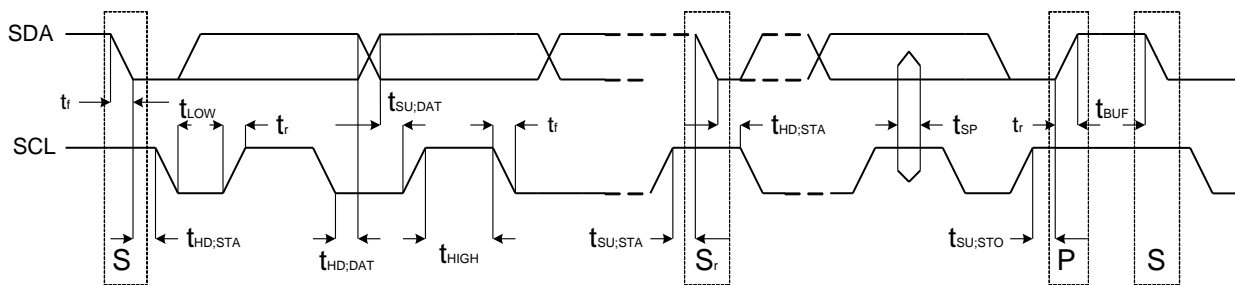 SDA
tf
tLOW
tr
tSU;DAT
tf
tHD;STA
tSP
tr
tBUF
SCL
tHD;STA
tHD;DAT
tHIGH
tSU;STA
tSU;STO
S
Sr
P
S